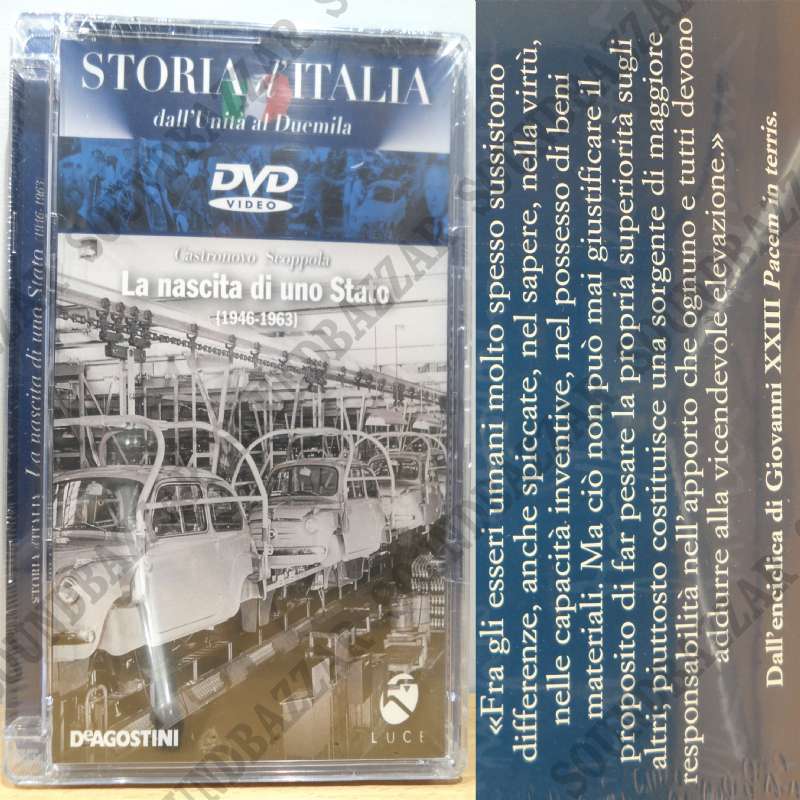 STORIA d'ITALIA
dall'Unità al Duemila
DVD
VIDEO
Castronovo Scoppola
La nascita di uno Stato
(1946-1963)
DeAGOSTINI
LUCE
STORIA d'ITALIA La nascita di uno Stato 1946-1963
«Fra gli esseri umani molto spesso sussistono
differenze, anche spiccate, nel sapere, nella virtù,
nelle capacità inventive, nel possesso di beni
materiali. Ma ciò non può mai giustificare il
proposito di far pesare la propria superiorità sugli
altri; piuttosto costituisce una sorgente di maggiore
responsabilità nell'apporto che ognuno e tutti devono
addurre alla vicendevole elevazione.»
Dall'enciclica di Giovanni XXIII Pacem in terris.
SOUNDBAZZAR